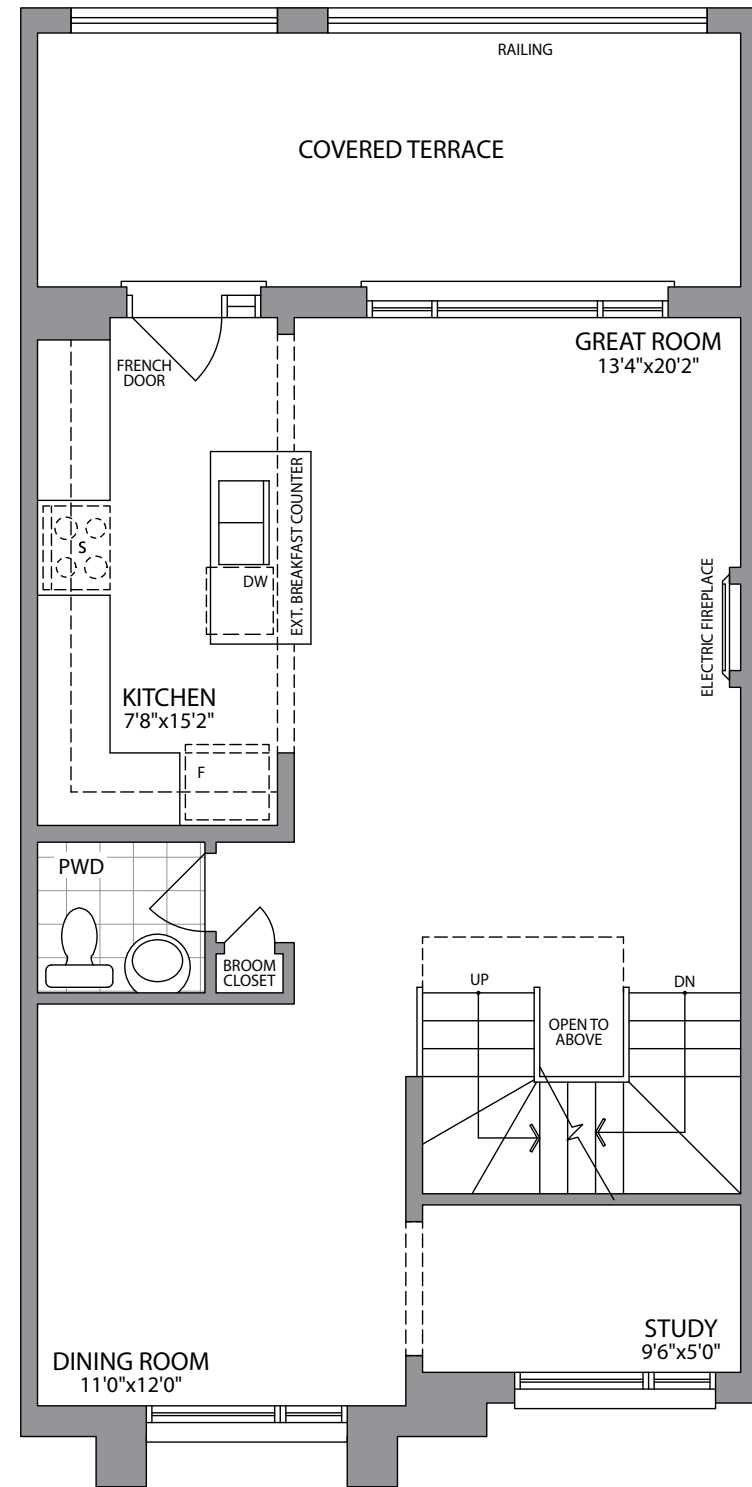 RAILING
COVERED TERRACE
FRENCH
DOOR
GREAT ROOM
13'4"x20'2"
EXT. BREAKFAST COUNTER
S
DW
ELECTRIC FIREPLACE
KITCHEN
7'8"x15'2"
F
PWD
BROOM
CLOSET
UP
DN
OPEN TO
ABOVE
STUDY
9'6"x5'0"
DINING ROOM
11'0"x12'0"